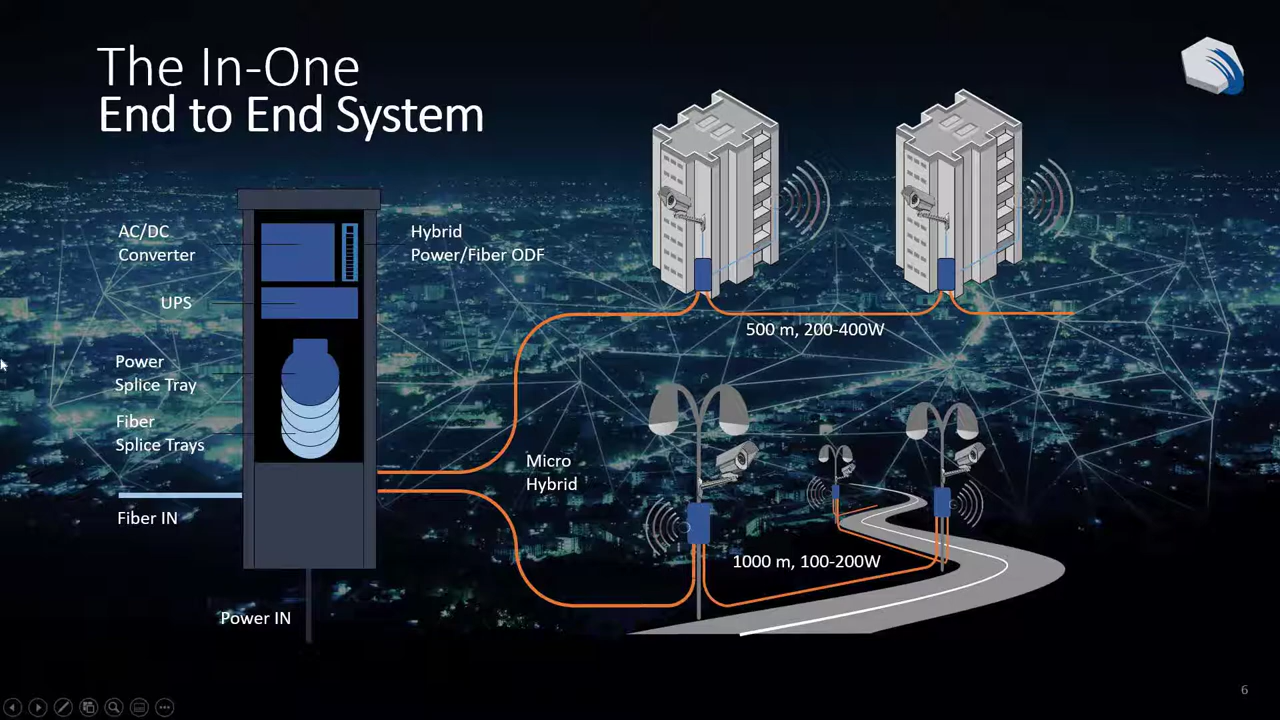 The In-One
End to End System
AC/DC
Converter
Hybrid
Power/Fiber ODF
UPS
Power
Splice Tray
Fiber
Splice Trays
Fiber IN
Power IN
Micro
Hybrid
500 m, 200-400W
1000 m, 100-200W
6